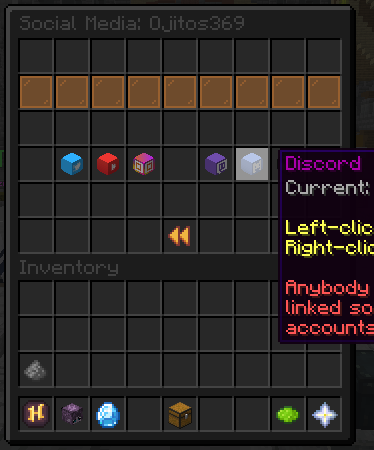 Social Media: Ojitos369
Discord
Current:
Left-clic
Right-clic
Anybody
linked so
accounts
Inventory